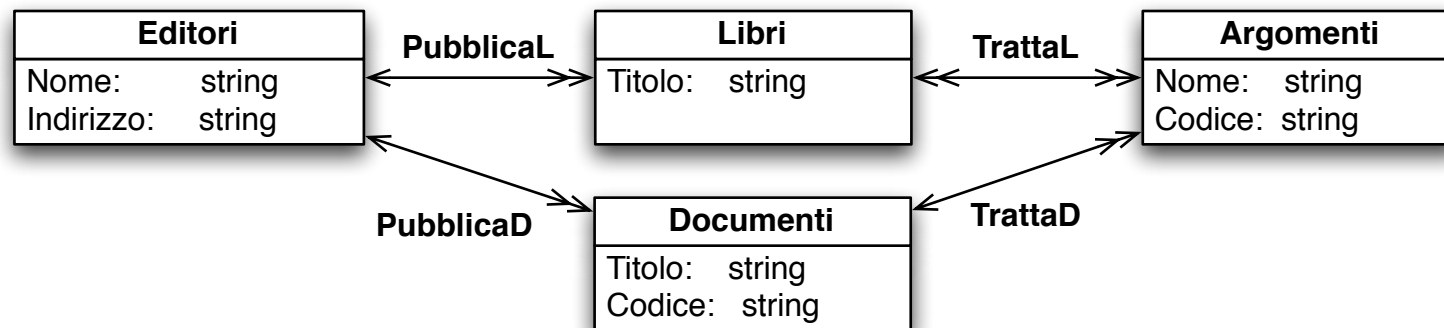 Editori
Nome: string
Indirizzo: string
PubblicaL
Libri
Titolo: string
TrattaL
Argomenti
Nome: string
Codice: string
PubblicaD
Documenti
Titolo: string
Codice: string
TrattaD